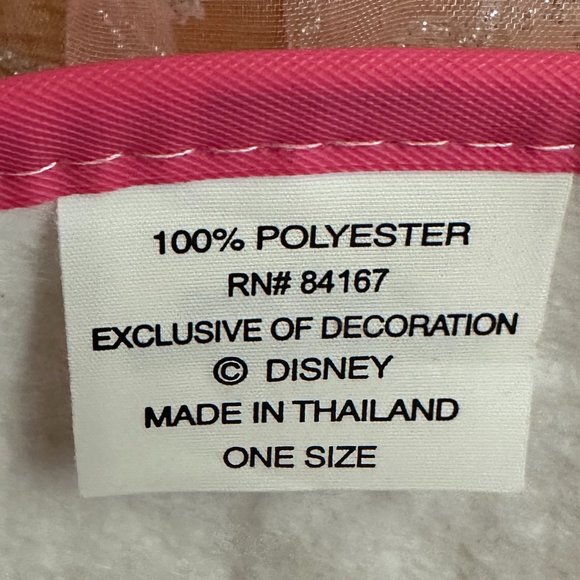 100% POLYESTER
RN# 84167
EXCLUSIVE OF DECORATION
© DISNEY
MADE IN THAILAND
ONE SIZE